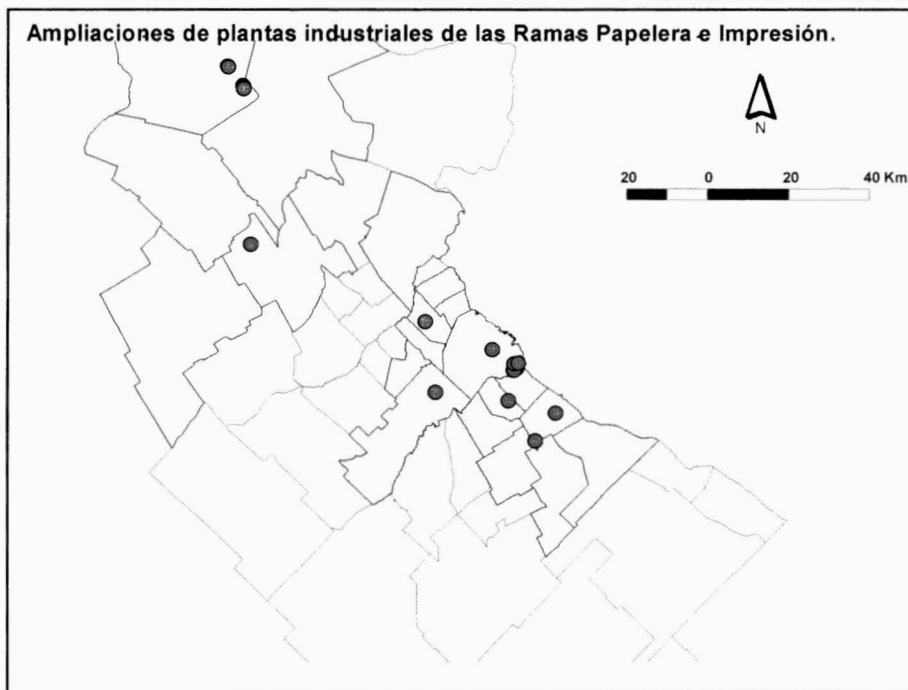 Ampliaciones de plantas industriales de las Ramas Papelera e Impresión.
N
20 0 20 40 Km